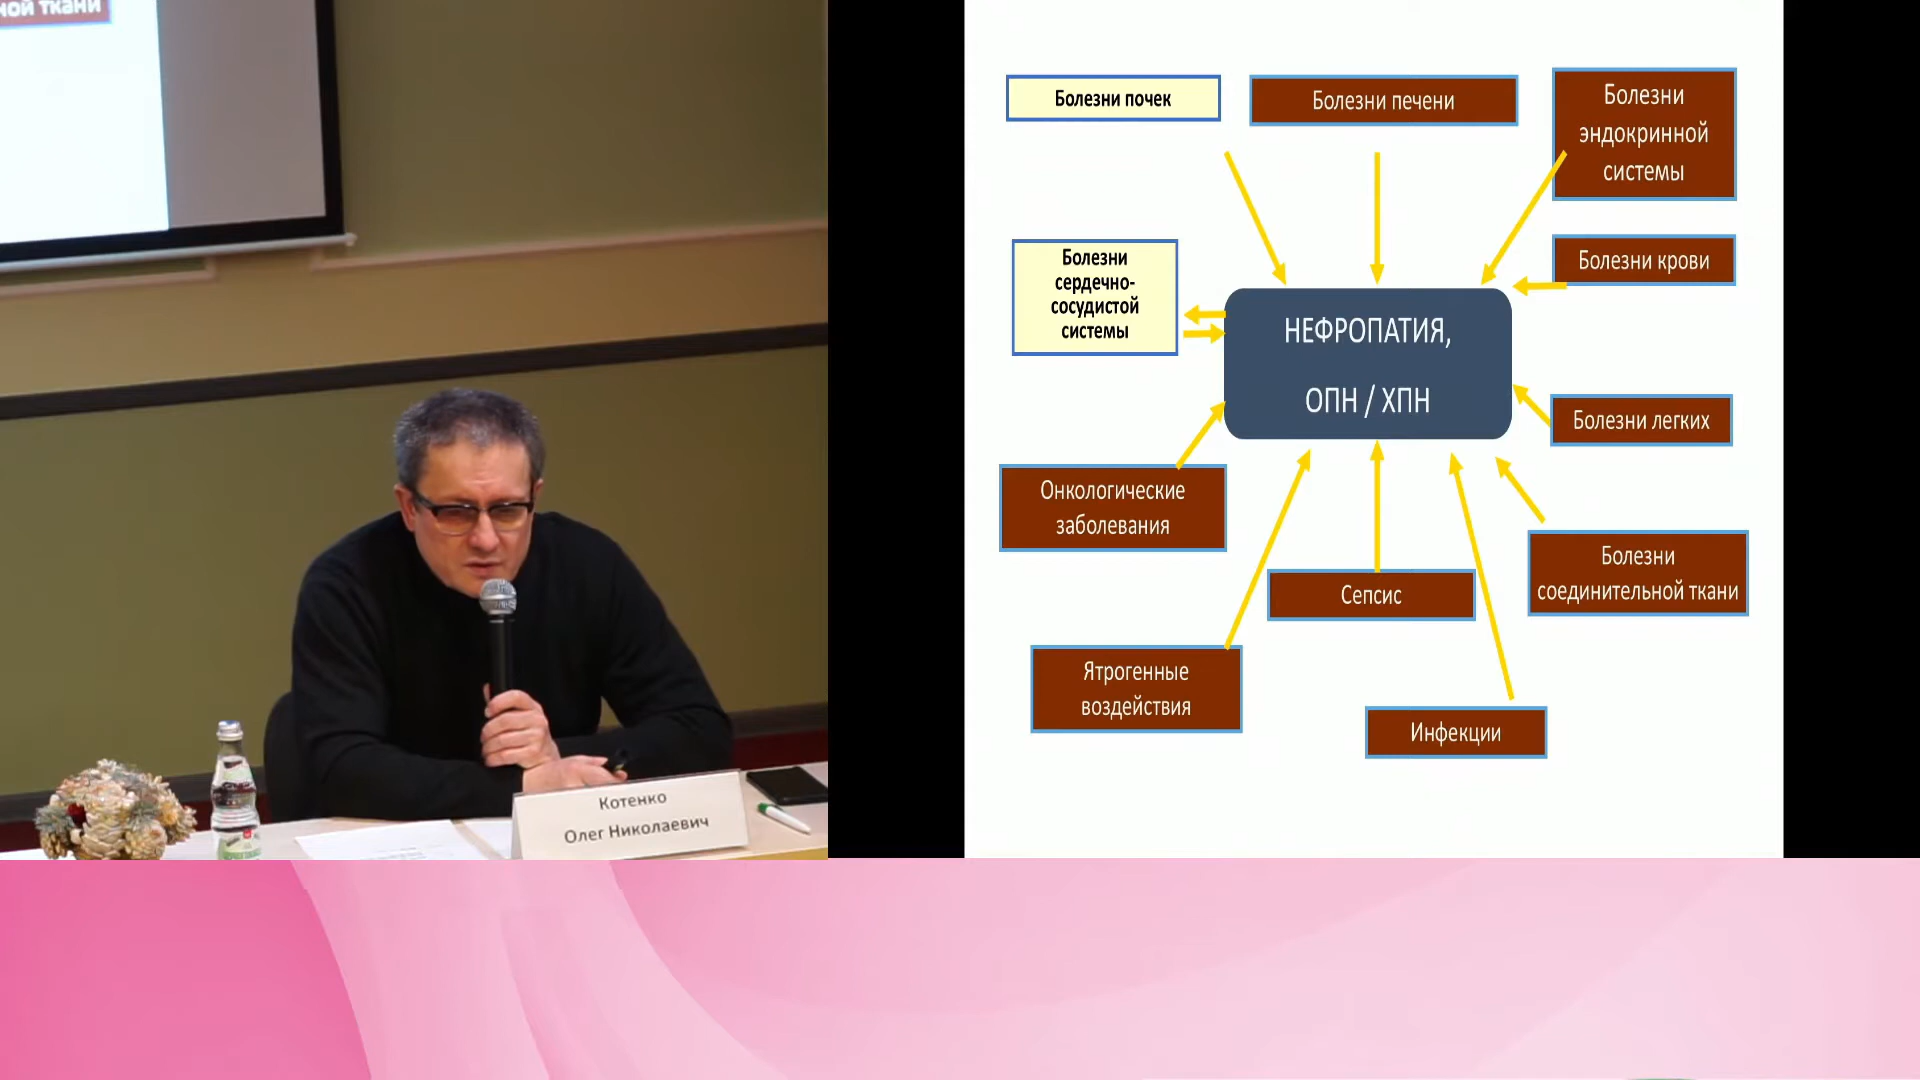 ной ткани
Котенко
Олег Николаевич
Болезни почек
Болезни печени
Болезни
эндокринной
системы
Болезни
сердечно-
сосудистой
системы
Болезни крови
НЕФРОПАТИЯ,
ОПН / ХПН
Болезни легких
Онкологические
заболевания
Болезни
соединительной ткани
Сепсис
Ятрогенные
воздействия
Инфекции